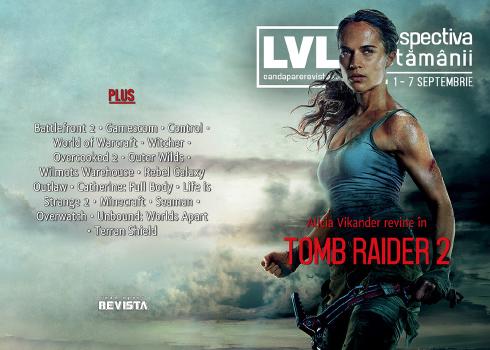 LVL
candaparerevista
spectiva
tămânii
1 - 7 SEPTEMBRIE
PLUS
Battlefront 2 • Gamescom • Control •
World of Warcraft • Witcher •
Overcooked 2 • Outer Wilds •
Wilmots Warehouse • Rebel Galaxy
Outlaw • Catherine: Full Body • Life Is
Strange 2 • Minecraft • Seaman •
Overwatch • Unbound: Worlds Apart
• Terran Shield
Alicia Vikander revine în
TOMB RAIDER 2
REVISTA